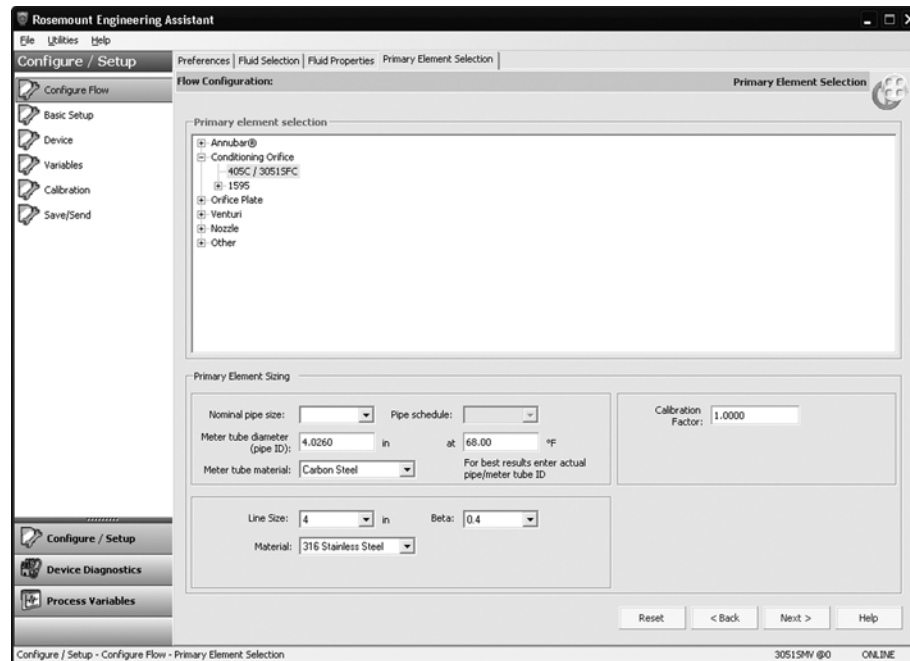 Rosemount Engineering Assistant
File Utilities Help
Configure / Setup
Preferences Fluid Selection Fluid Properties Primary Element Selection
Flow Configuration: Primary Element Selection
Configure Flow
Basic Setup
Device
Variables
Calibration
Save/Send
Primary element selection
Annubar®
Conditioning Orifice
405C / 3051SFC
1595
Orifice Plate
Venturi
Nozzle
Other
Primary Element Sizing
Nominal pipe size: Pipe schedule:
Meter tube diameter (pipe ID): 4.0260 in at 68.00 °F
Meter tube material: Carbon Steel
For best results enter actual
pipe/meter tube ID
Calibration
Factor: 1.0000
Line Size: 4 in Beta: 0.4
Material: 316 Stainless Steel
Configure / Setup
Device Diagnostics
Process Variables
Reset < Back Next > Help
Configure / Setup - Configure Flow - Primary Element Selection 3051SMV @0 ONLINE